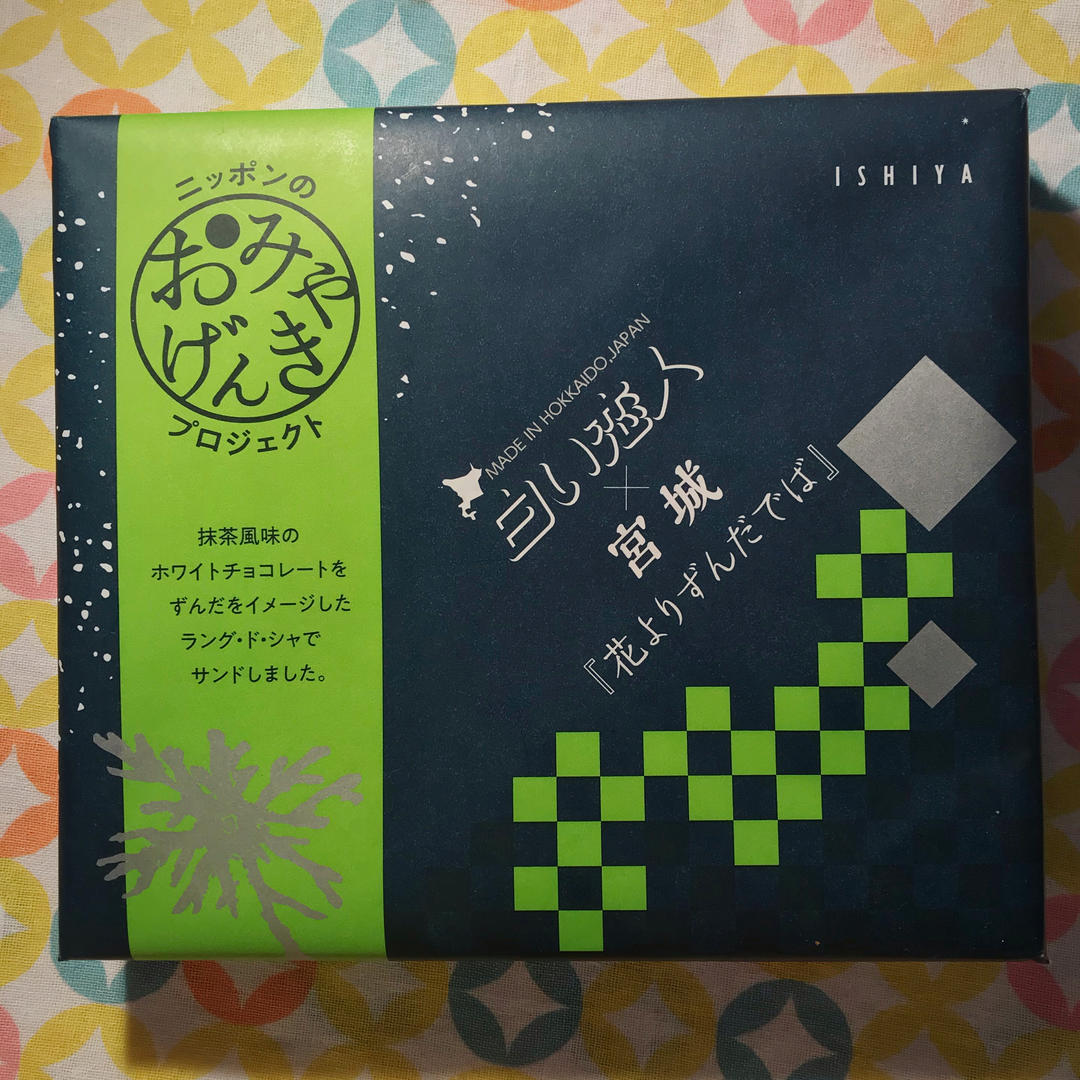 ニッポンの
おみや
げんき
プロジェクト
抹茶風味の
ホワイトチョコレートを
ずんだをイメージした
ラング・ド・シャで
サンドしました。
ISHIYA
MADE IN HOKKAIDO, JAPAN
白い恋人
×
宮城
『花よりずんだでば』